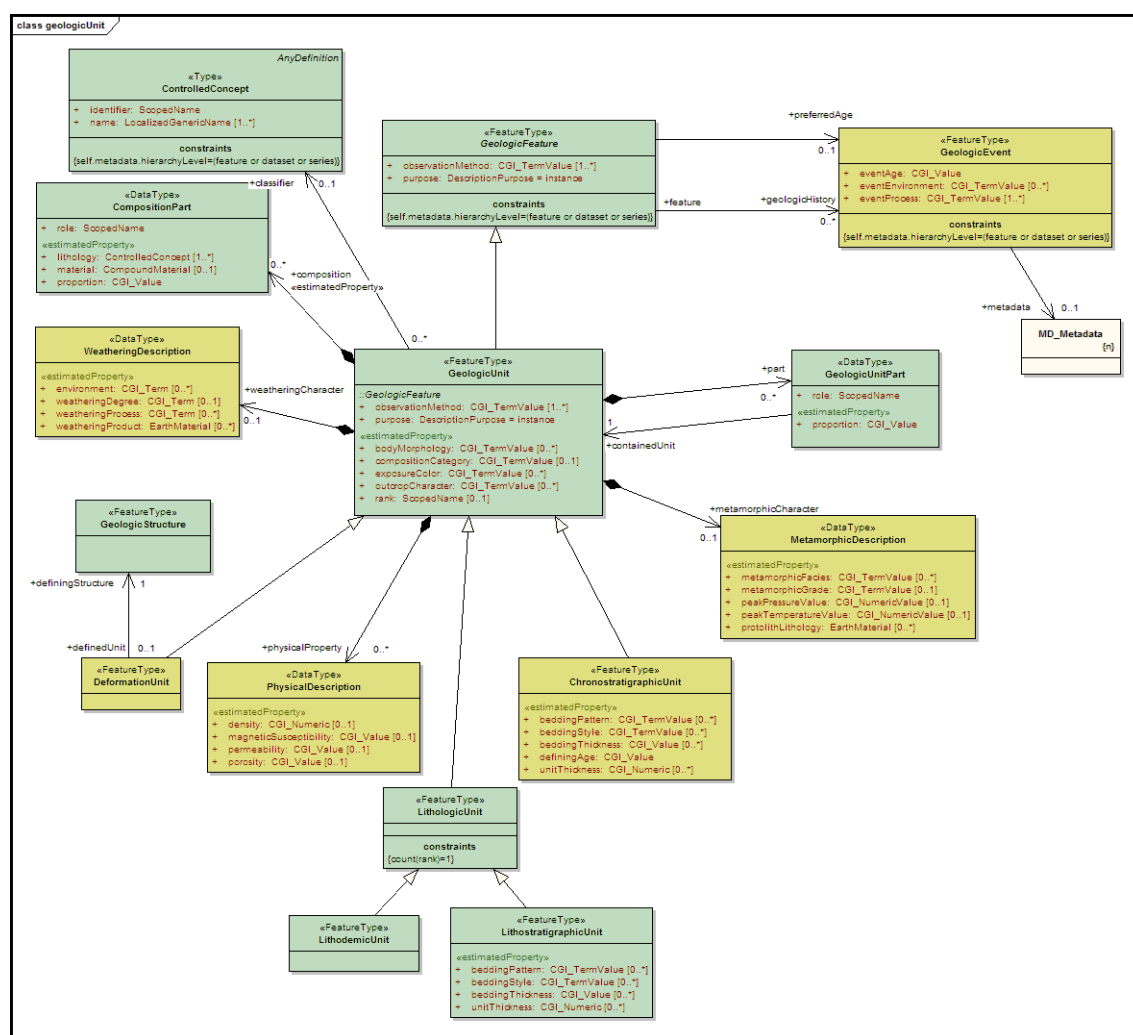 class geologicUnit
AnyDefinition
«Type»
ControlledConcept
+ identifier: ScopedName
+ name: LocalizedGenericName [1..*]
constraints
{self.metadata.hierarchyLevel=(feature or dataset or series)}
+classifier
0..1
«DataType»
CompositionPart
+ role: ScopedName
«estimatedProperty»
+ lithology: ControlledConcept [1..*]
+ material: CompoundMaterial [0..1]
+ proportion: CGI_Value
0..*
+composition
«estimatedProperty»
0..*
«FeatureType»
GeologicFeature
+ observationMethod: CGI_TermValue [1..*]
+ purpose: DescriptionPurpose = instance
constraints
{self.metadata.hierarchyLevel=(feature or dataset or series)}
+preferredAge
0..1
+feature
+geologicHistory
0..*
«FeatureType»
GeologicEvent
+ eventAge: CGI_Value
+ eventEnvironment: CGI_TermValue [0..*]
+ eventProcess: CGI_TermValue [1..*]
constraints
{self.metadata.hierarchyLevel=(feature or dataset or series)}
+metadata
0..1
MD_Metadata
{n}
«DataType»
WeatheringDescription
«estimatedProperty»
+ environment: CGI_Term [0..*]
+ weatheringDegree: CGI_Term [0..1]
+ weatheringProcess: CGI_Term [0..*]
+ weatheringProduct: EarthMaterial [0..*]
+weatheringCharacter
0..1
«FeatureType»
GeologicUnit
::GeologicFeature
+ observationMethod: CGI_TermValue [1..*]
+ purpose: DescriptionPurpose = instance
«estimatedProperty»
+ bodyMorphology: CGI_TermValue [0..*]
+ compositionCategory: CGI_TermValue [0..1]
+ exposureColor: CGI_TermValue [0..*]
+ outcropCharacter: CGI_TermValue [0..*]
+ rank: ScopedName [0..1]
+part
0..*
1
+containedUnit
«DataType»
GeologicUnitPart
+ role: ScopedName
«estimatedProperty»
+ proportion: CGI_Value
+metamorphicCharacter
0..1
«DataType»
MetamorphicDescription
«estimatedProperty»
+ metamorphicFacies: CGI_TermValue [0..*]
+ metamorphicGrade: CGI_TermValue [0..1]
+ peakPressureValue: CGI_NumericValue [0..1]
+ peakTemperatureValue: CGI_NumericValue [0..1]
+ protolithLithology: EarthMaterial [0..*]
«FeatureType»
GeologicStructure
+definingStructure
1
+definedUnit
0..1
«FeatureType»
DeformationUnit
+physicalProperty
0..*
«DataType»
PhysicalDescription
«estimatedProperty»
+ density: CGI_Numeric [0..1]
+ magneticSusceptibility: CGI_Value [0..1]
+ permeability: CGI_Value [0..1]
+ porosity: CGI_Value [0..1]
«FeatureType»
ChronostratigraphicUnit
«estimatedProperty»
+ beddingPattern: CGI_TermValue [0..*]
+ beddingStyle: CGI_TermValue [0..*]
+ beddingThickness: CGI_Value [0..*]
+ definingAge: CGI_Value
+ unitThickness: CGI_Numeric [0..*]
«FeatureType»
LithologicUnit
constraints
{count(rank)=1}
«FeatureType»
LithodemicUnit
«FeatureType»
LithostratigraphicUnit
«estimatedProperty»
+ beddingPattern: CGI_TermValue [0..*]
+ beddingStyle: CGI_TermValue [0..*]
+ beddingThickness: CGI_Value [0..*]
+ unitThickness: CGI_Numeric [0..*]